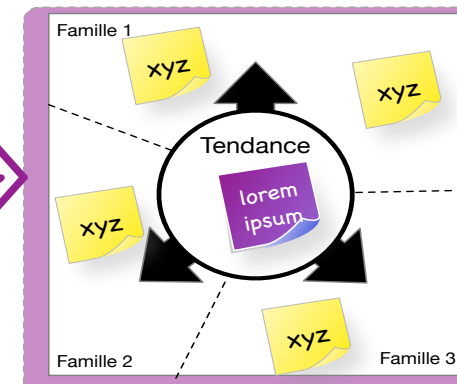 Famille 1
xyz
xyz
Tendance
lorem
ipsum
xyz
xyz
Famille 2
Famille 3